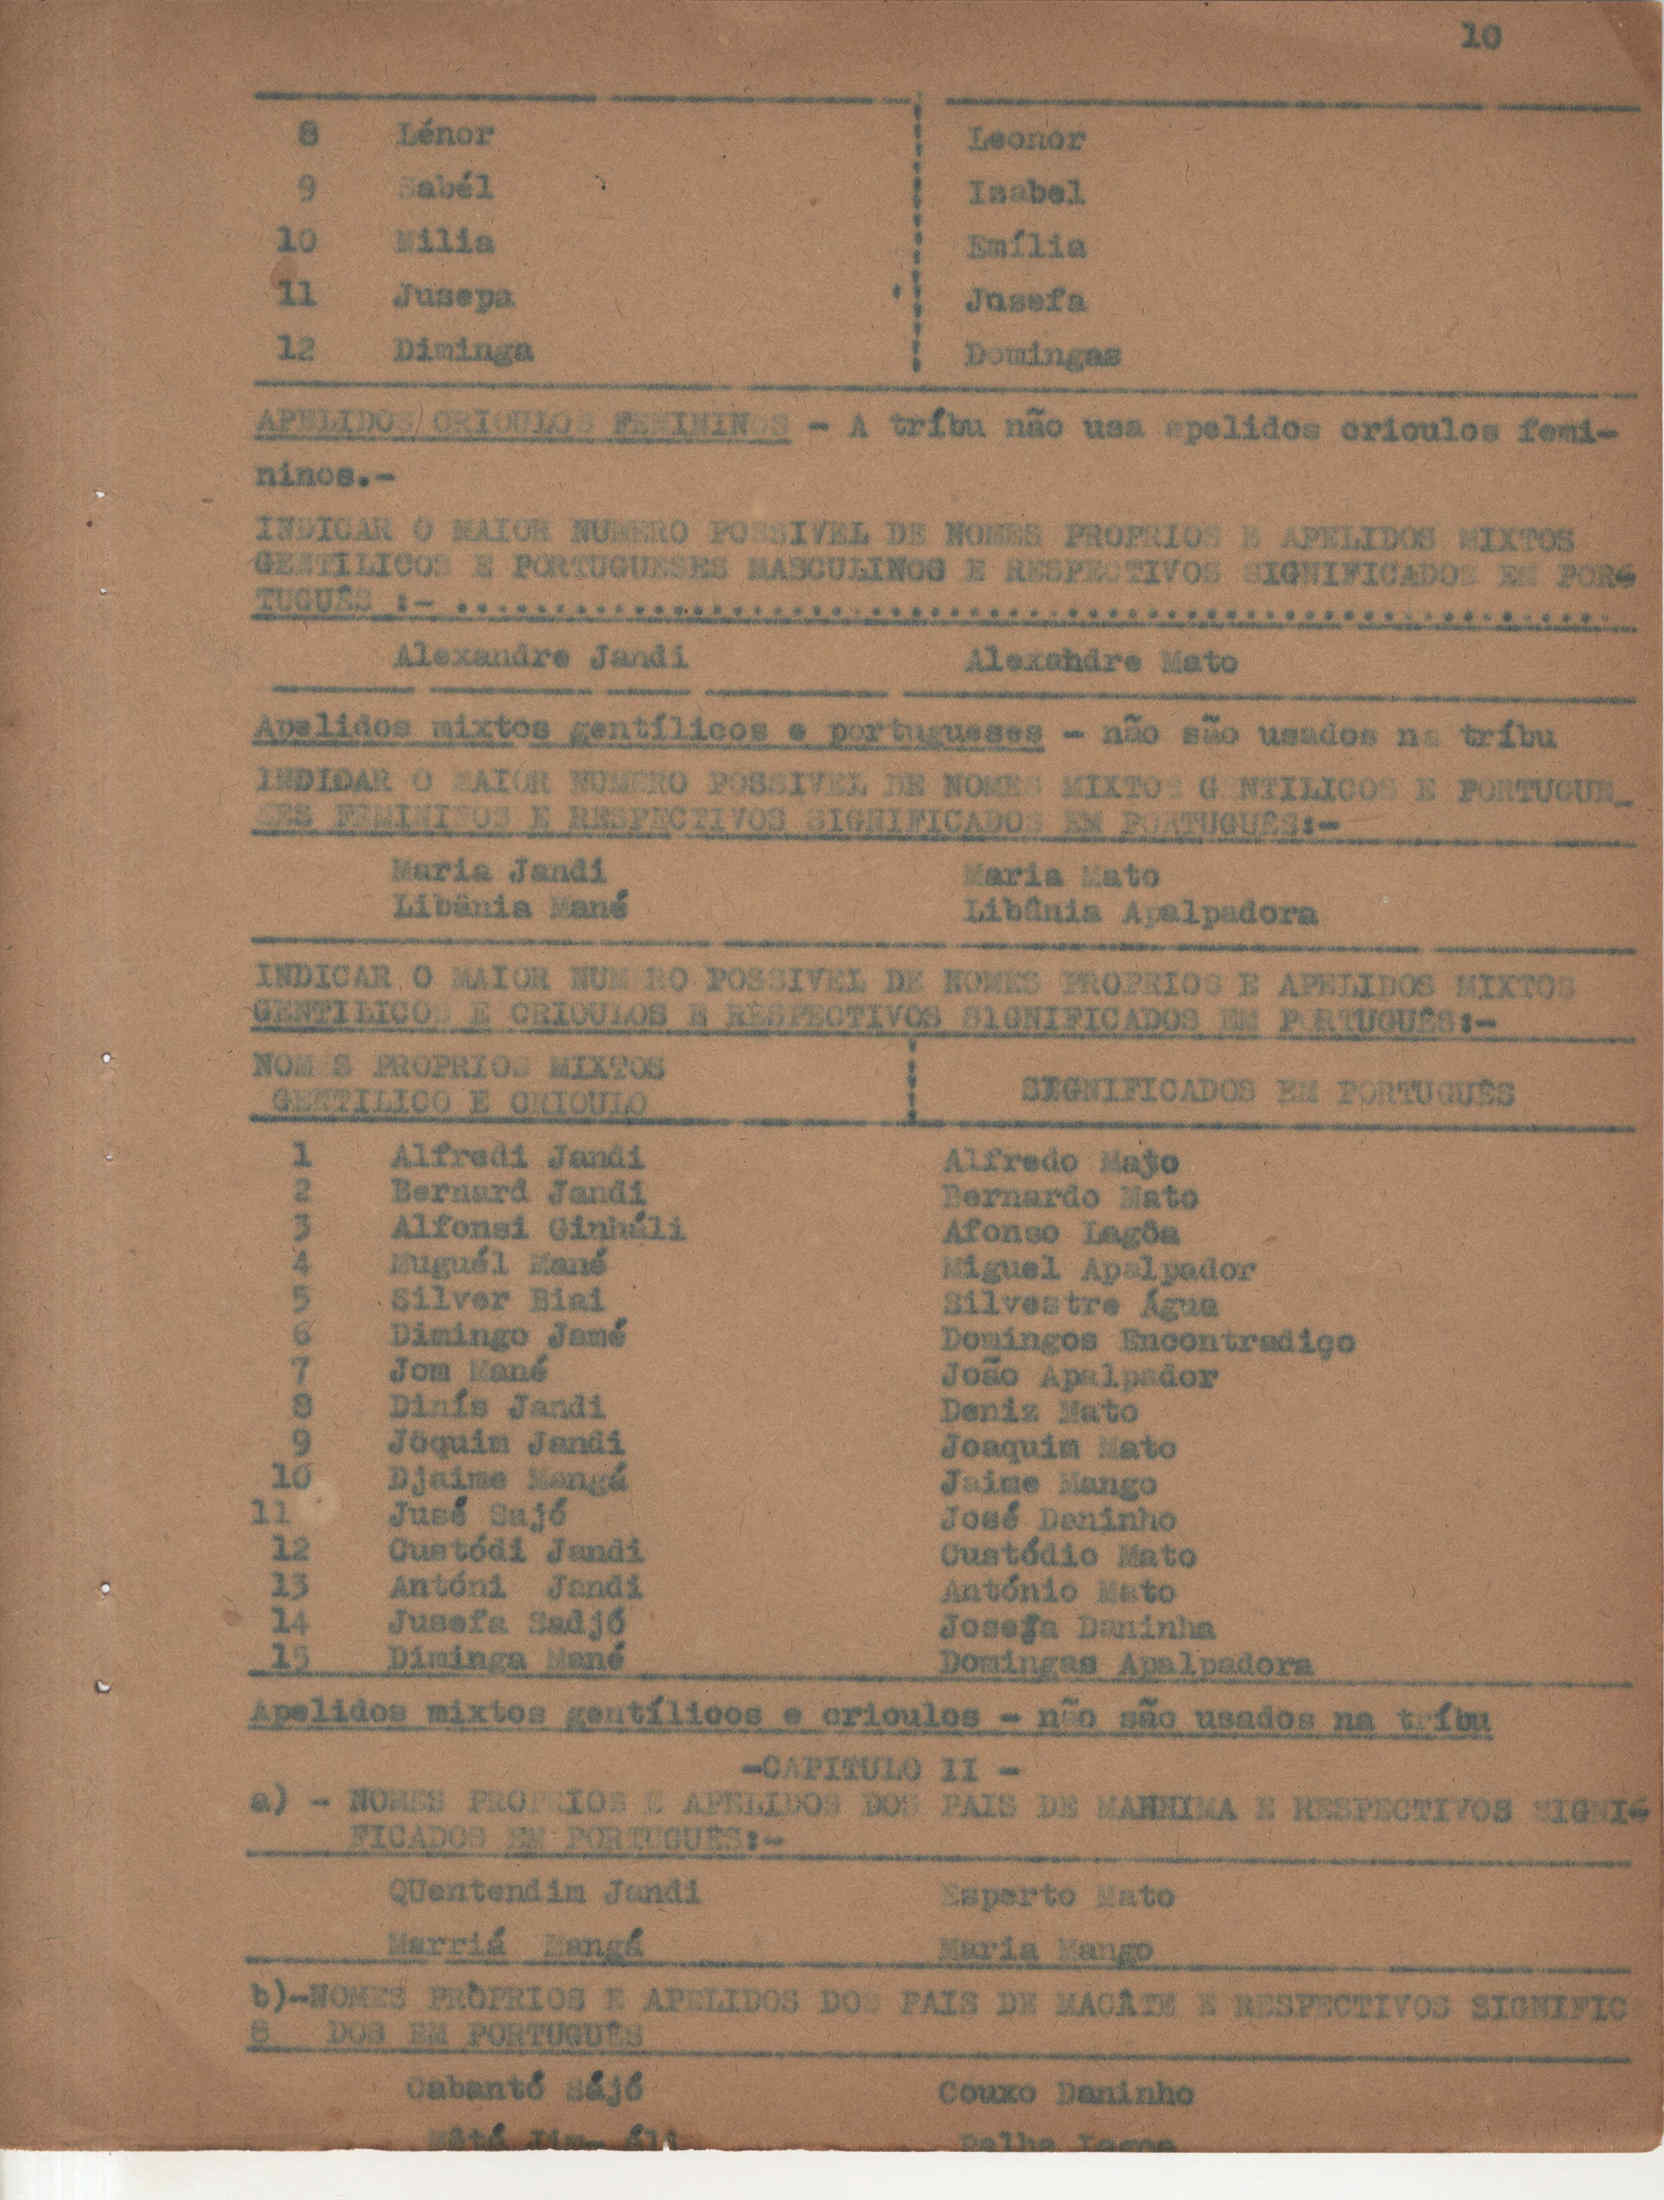 10
8 Lénor Leonor
9 Sabél Isabel
10 Milia Emília
11 Jusepa Jusefa
12 Diminga Domingas
APELIDOS CRIOULOS FEMININOS - A tríbu não usa apelidos crioulos femi-
ninos.-
INDICAR O MAIOR NUMERO POSSIVEL DE NOMES PROPRIOS E APELIDOS MIXTOS
GENTILICOS E PORTUGUESES MASCULINOS E RESPECTIVOS SIGNIFICADOS EM POR-
TUGUÊS :- ............................................................
Alexandre Jandi Alexandre Mato
Apelidos mixtos gentílicos e portugueses - não são usados na tríbu
INDIDAR O MAIOR NUMERO POSSIVEL DE NOMES MIXTOS GENTILICOS E PORTUGUE_
SES FEMININOS E RESPECTIVOS SIGNIFICADOS EM PORTUGUÊS:-
Maria Jandi Maria Mato
Libânia Mané Libânia Apalpadora
INDICAR O MAIOR NUMERO POSSIVEL DE NOMES PROPRIOS E APELIDOS MIXTOS
GENTILICOS E CRIOULOS E RESPECTIVOS SIGNIFICADOS EM PORTUGUÊS:-
NOMES PROPRIOS MIXTOS
GENTILICO E CRIOULO SIGNIFICADOS EM PORTUGUÊS
1 Alfredi Jandi Alfredo Mato
2 Bernard Jandi Bernardo Mato
3 Alfonsi Ginháli Afonso Lagôa
4 Muguél Mané Miguel Apalpador
5 Silver Biai Silvestre Água
6 Dimingo Jamé Domingos Encontradiço
7 Jom Mané João Apalpador
8 Dinís Jandi Deniz Mato
9 Jòquim Jandi Joaquim Mato
10 Djaime Mangá Jaime Mango
11 Jusé Sajó José Daninho
12 Custódi Jandi Custódio Mato
13 Antóni Jandi António Mato
14 Jusefa Sadjó Josefa Daninha
15 Diminga Mané Domingas Apalpadora
Apelidos mixtos gentílicos e crioulos - não são usados na tríbu
-CAPITULO II -
a) - NOMES PROPRIOS E APELIDOS DOS PAIS DE MANHIMA E RESPECTIVOS SIGNI-
FICADOS EM PORTUGUÊS:-
QUentendim Jandi Esperto Mato
Marriá Mangá Maria Mango
b)-NOMES PRÒPRIOS E APELIDOS DOS PAIS DE MACÂIM E RESPECTIVOS SIGNIFIC
S DOS EM PORTUGUÊS
Cabantó Sájó Couxo Daninho
Palha Lagoa